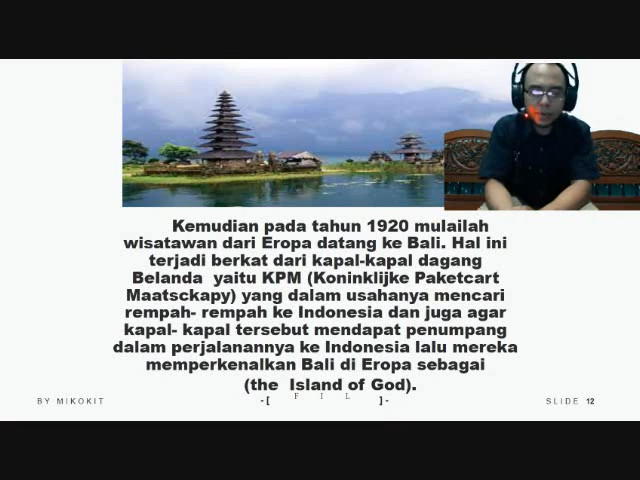 Kemudian pada tahun 1920 mulailah
wisatawan dari Eropa datang ke Bali. Hal ini
terjadi berkat dari kapal-kapal dagang
Belanda yaitu KPM (Koninklijke Paketcart
Maatsckapy) yang dalam usahanya mencari
rempah- rempah ke Indonesia dan juga agar
kapal- kapal tersebut mendapat penumpang
dalam perjalanannya ke Indonesia lalu mereka
memperkenalkan Bali di Eropa sebagai
(the Island of God).
BY MIKOKIT -[ F I L ]- SLIDE 12